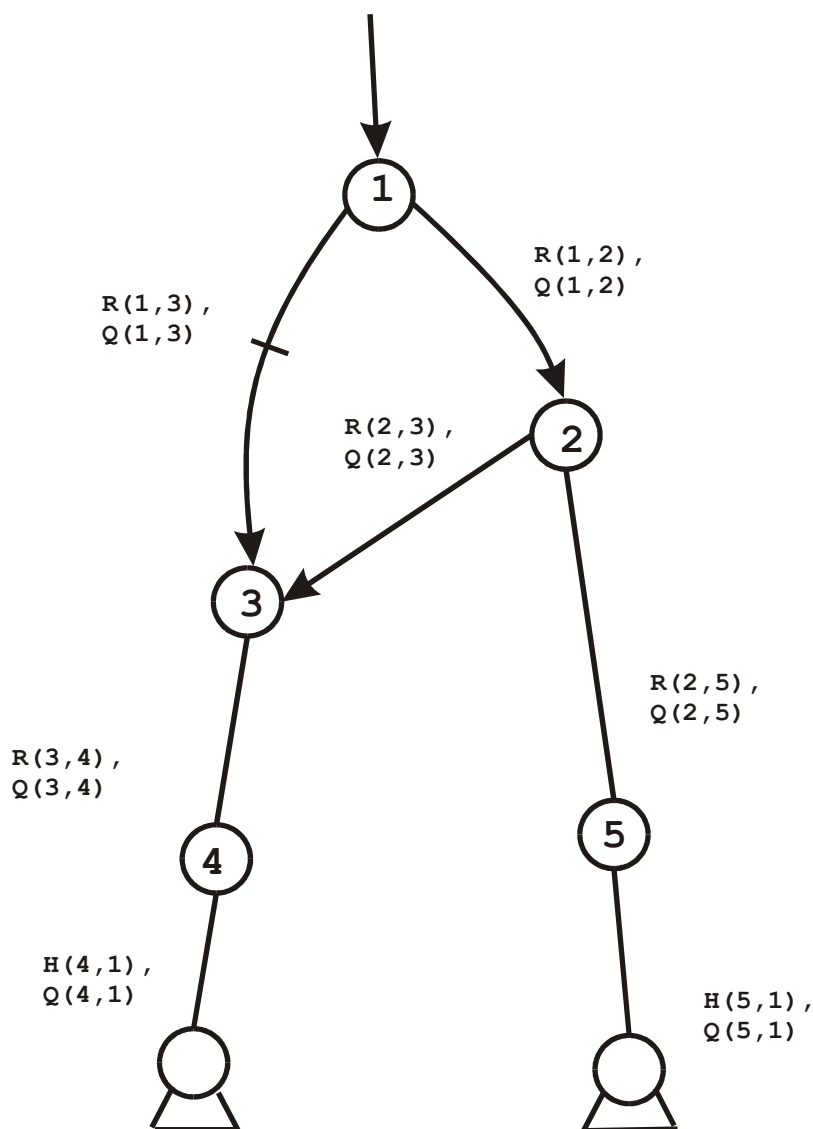 1
R(1,2),
Q(1,2)
R(1,3),
Q(1,3)
R(2,3),
Q(2,3)
2
3
R(2,5),
Q(2,5)
R(3,4),
Q(3,4)
5
4
H(4,1),
Q(4,1)
H(5,1),
Q(5,1)